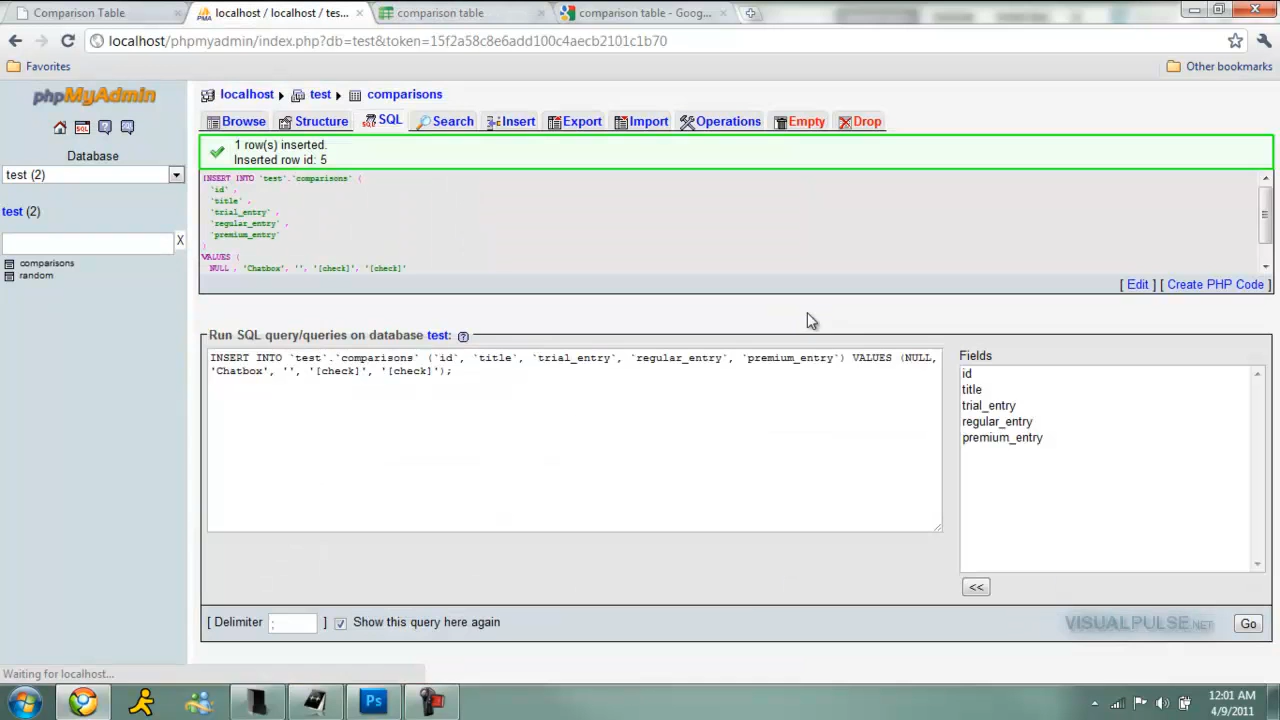 Comparison Table
localhost / localhost / tes...
comparison table
comparison table - Goog...
localhost/phpmyadmin/index.php?db=test&token=15f2a58c8e6add100c4aecb2101c1b70
Favorites
Other bookmarks
phpMyAdmin
Database
test (2)
test (2)
X
comparisons
random
localhost ▸ test ▸ comparisons
Browse Structure SQL Search Insert Export Import Operations Empty Drop
1 row(s) inserted.
Inserted row id: 5
INSERT INTO `test`.`comparisons` (
`id` ,
`title` ,
`trial_entry` ,
`regular_entry` ,
`premium_entry`
)
VALUES (
NULL , 'Chatbox', '', '[check]', '[check]'
[ Edit ] [ Create PHP Code ]
Run SQL query/queries on database test:
INSERT INTO `test`.`comparisons` (`id`, `title`, `trial_entry`, `regular_entry`, `premium_entry`) VALUES (NULL,
'Chatbox', '', '[check]', '[check]');
Fields
id
title
trial_entry
regular_entry
premium_entry
<<
[ Delimiter ; ] Show this query here again
VISUALPULSE.NET
Go
Waiting for localhost...
Ps
12:01 AM
4/9/2011